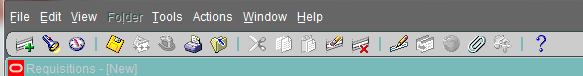 File Edit View Folder Tools Actions Window Help
Requisitions - [New]